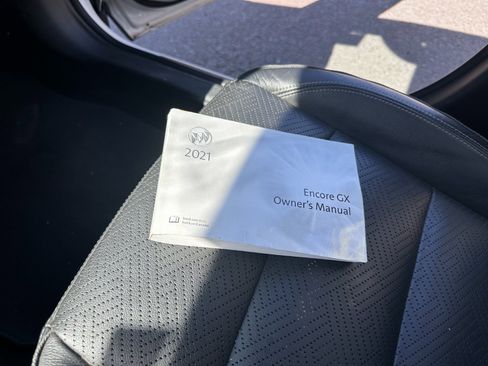 2021
Encore GX
Owner's Manual